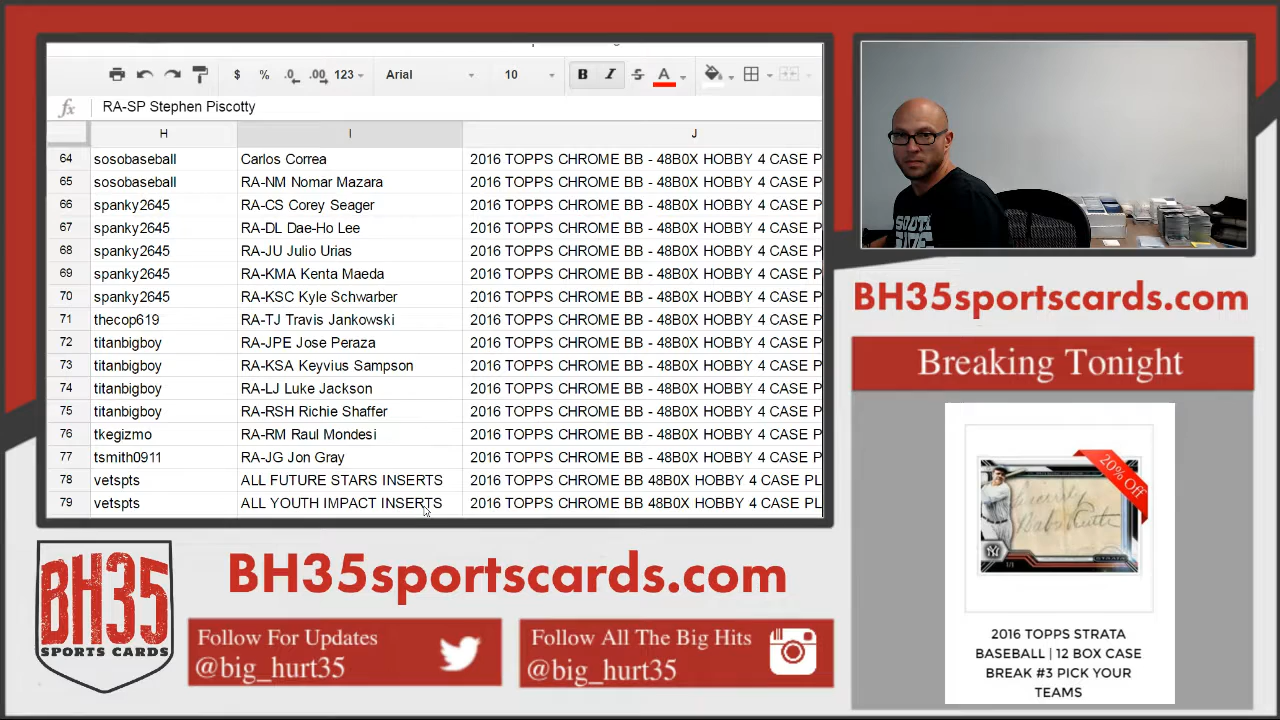 $ % .0 .00 123 Arial 10 B I S A
fx RA-SP Stephen Piscotty
H I J
64 sosobaseball Carlos Correa 2016 TOPPS CHROME BB - 48B0X HOBBY 4 CASE P
65 sosobaseball RA-NM Nomar Mazara 2016 TOPPS CHROME BB - 48B0X HOBBY 4 CASE P
66 spanky2645 RA-CS Corey Seager 2016 TOPPS CHROME BB - 48B0X HOBBY 4 CASE P
67 spanky2645 RA-DL Dae-Ho Lee 2016 TOPPS CHROME BB - 48B0X HOBBY 4 CASE P
68 spanky2645 RA-JU Julio Urias 2016 TOPPS CHROME BB - 48B0X HOBBY 4 CASE P
69 spanky2645 RA-KMA Kenta Maeda 2016 TOPPS CHROME BB - 48B0X HOBBY 4 CASE P
70 spanky2645 RA-KSC Kyle Schwarber 2016 TOPPS CHROME BB - 48B0X HOBBY 4 CASE P
71 thecop619 RA-TJ Travis Jankowski 2016 TOPPS CHROME BB - 48B0X HOBBY 4 CASE P
72 titanbigboy RA-JPE Jose Peraza 2016 TOPPS CHROME BB - 48B0X HOBBY 4 CASE P
73 titanbigboy RA-KSA Keyvius Sampson 2016 TOPPS CHROME BB - 48B0X HOBBY 4 CASE P
74 titanbigboy RA-LJ Luke Jackson 2016 TOPPS CHROME BB - 48B0X HOBBY 4 CASE P
75 titanbigboy RA-RSH Richie Shaffer 2016 TOPPS CHROME BB - 48B0X HOBBY 4 CASE P
76 tkegizmo RA-RM Raul Mondesi 2016 TOPPS CHROME BB - 48B0X HOBBY 4 CASE P
77 tsmith0911 RA-JG Jon Gray 2016 TOPPS CHROME BB - 48B0X HOBBY 4 CASE P
78 vetspts ALL FUTURE STARS INSERTS 2016 TOPPS CHROME BB 48B0X HOBBY 4 CASE PL
79 vetspts ALL YOUTH IMPACT INSERTS 2016 TOPPS CHROME BB 48B0X HOBBY 4 CASE PL
SOUTH
SIDE
BH35sportscards.com
Breaking Tonight
20% Off
Sincerely
Babe Ruth
NY
STRATA
1/1
2016 TOPPS STRATA
BASEBALL | 12 BOX CASE
BREAK #3 PICK YOUR
TEAMS
BH35
SPORTS CARDS
BH35sportscards.com
Follow For Updates
@big_hurt35
Follow All The Big Hits
@big_hurt35